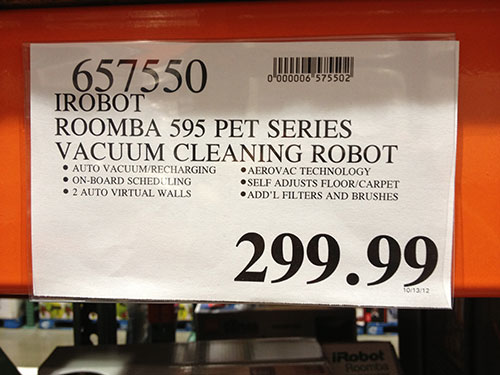 657550
0 000006 575502
IROBOT
ROOMBA 595 PET SERIES
VACUUM CLEANING ROBOT
• AUTO VACUUM/RECHARGING
• ON-BOARD SCHEDULING
• 2 AUTO VIRTUAL WALLS
• AEROVAC TECHNOLOGY
• SELF ADJUSTS FLOOR/CARPET
• ADD'L FILTERS AND BRUSHES
299.99
10/13/12
iRobot
Roomba